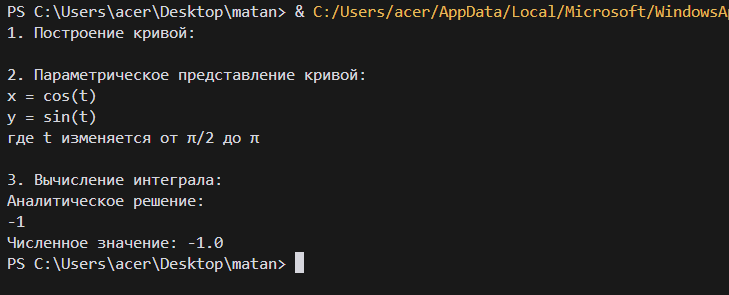 PS C:\Users\acer\Desktop\matan> & C:/Users/acer/AppData/Local/Microsoft/WindowsAp
1. Построение кривой:
2. Параметрическое представление кривой:
x = cos(t)
y = sin(t)
где t изменяется от π/2 до π
3. Вычисление интеграла:
Аналитическое решение:
-1
Численное значение: -1.0
PS C:\Users\acer\Desktop\matan>